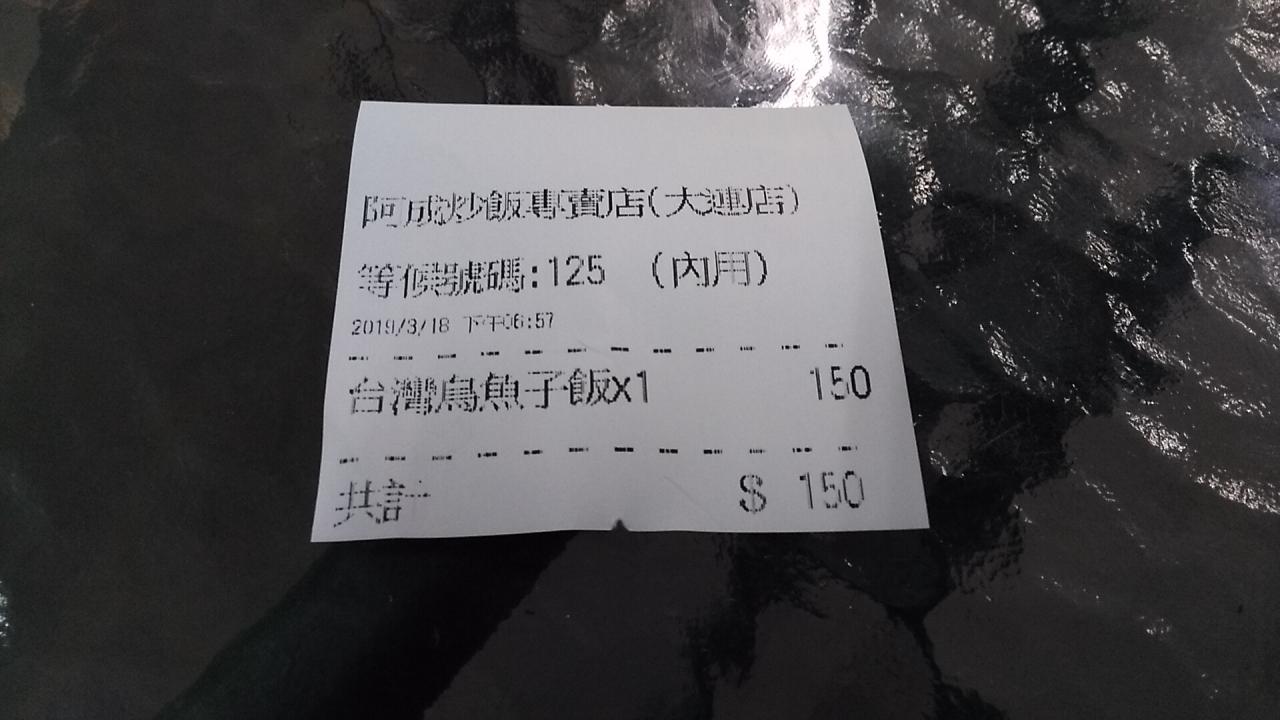 阿成炒飯專賣店(大連店)
等候號碼:125 (內用)
2019/3/18 下午06:57
台灣烏魚子飯x1 150
共計 $ 150